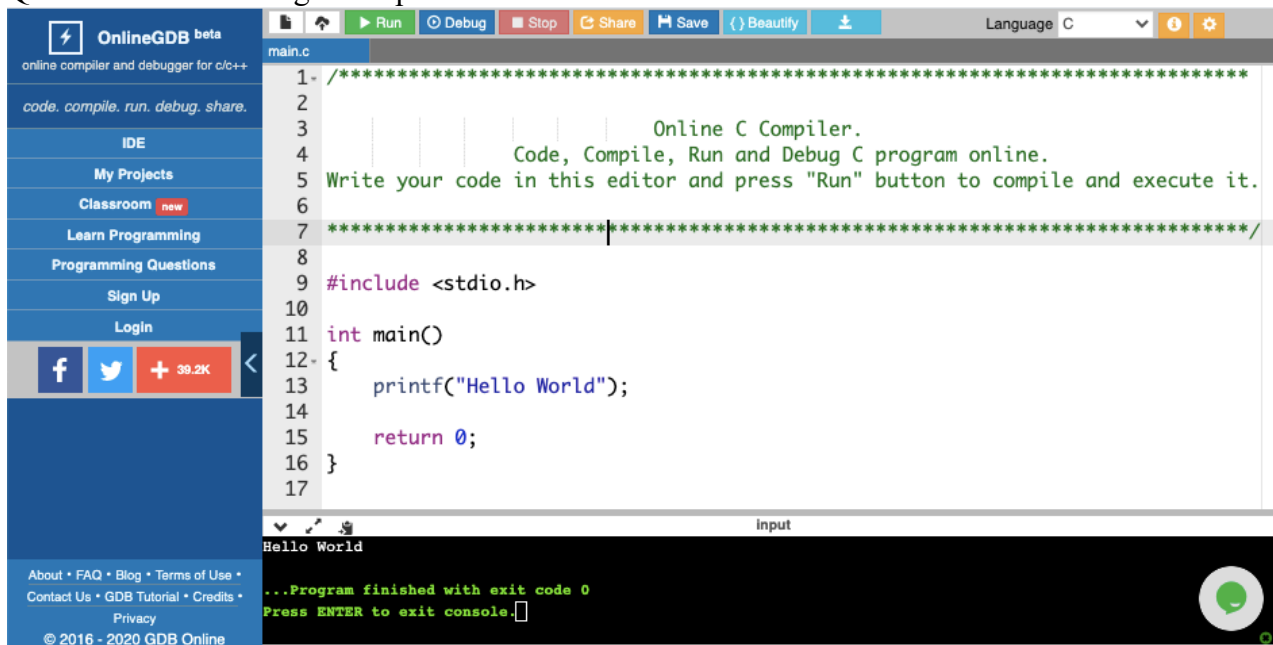 OnlineGDB beta
online compiler and debugger for c/c++
code. compile. run. debug. share.
IDE
My Projects
Classroom new
Learn Programming
Programming Questions
Sign Up
Login
39.2K
About • FAQ • Blog • Terms of Use •
Contact Us • GDB Tutorial • Credits •
Privacy
© 2016 - 2020 GDB Online
Run Debug Stop Share Save {} Beautify Language C
main.c
1 /******************************************************************************
2
3 Online C Compiler.
4 Code, Compile, Run and Debug C program online.
5 Write your code in this editor and press "Run" button to compile and execute it.
6
7 *******************************************************************************/
8
9 #include <stdio.h>
10
11 int main()
12 {
13 printf("Hello World");
14
15 return 0;
16 }
17
input
Hello World
...Program finished with exit code 0
Press ENTER to exit console.